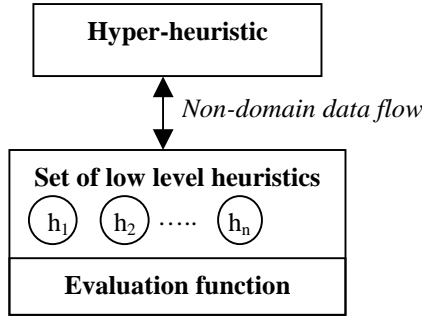 Hyper-heuristic
Non-domain data flow
Set of low level heuristics
h1 h2 ..... hn
Evaluation function